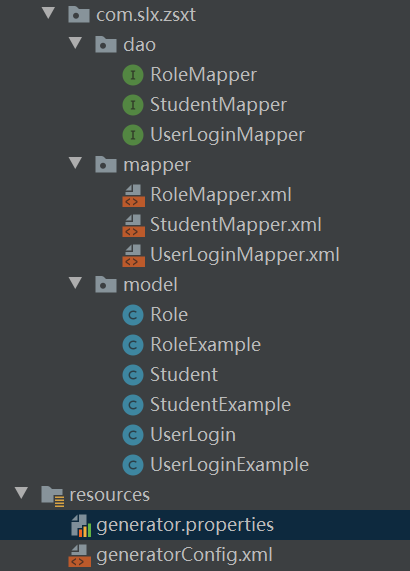 com.slx.zsxt
dao
RoleMapper
StudentMapper
UserLoginMapper
mapper
RoleMapper.xml
StudentMapper.xml
UserLoginMapper.xml
model
Role
RoleExample
Student
StudentExample
UserLogin
UserLoginExample
resources
generator.properties
generatorConfig.xml